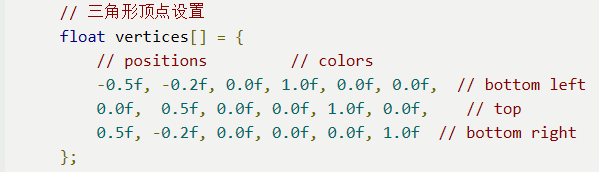 // 三角形顶点设置
float vertices[] = {
// positions // colors
-0.5f, -0.2f, 0.0f, 1.0f, 0.0f, 0.0f, // bottom left
0.0f, 0.5f, 0.0f, 0.0f, 1.0f, 0.0f, // top
0.5f, -0.2f, 0.0f, 0.0f, 0.0f, 1.0f // bottom right
};